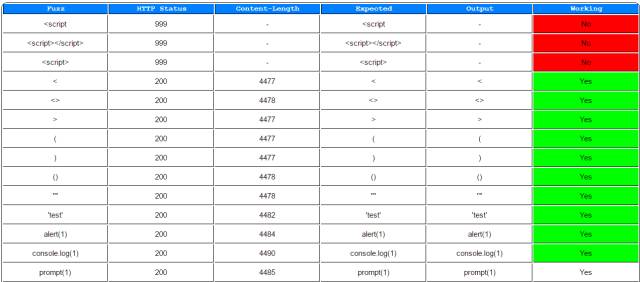 Fuzz HTTP Status Content-Length Expected Output Working
<script 999 - <script - No
<script></script> 999 - <script></script> - No
<script> 999 - <script> - No
< 200 4477 < < Yes
<> 200 4478 <> <> Yes
> 200 4477 > > Yes
( 200 4477 ( ( Yes
) 200 4477 ) ) Yes
() 200 4478 () () Yes
"" 200 4478 "" "" Yes
'test' 200 4482 'test' 'test' Yes
alert(1) 200 4484 alert(1) alert(1) Yes
console.log(1) 200 4490 console.log(1) console.log(1) Yes
prompt(1) 200 4485 prompt(1) prompt(1) Yes